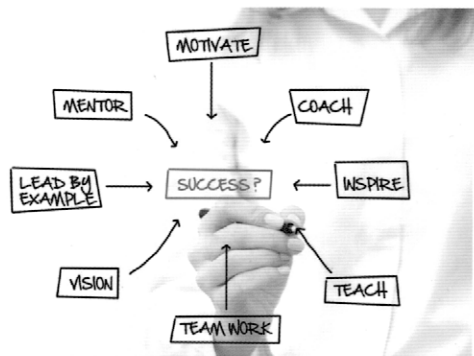 MOTIVATE
MENTOR
COACH
LEAD BY
EXAMPLE
SUCCESS?
INSPIRE
VISION
TEACH
TEAM WORK